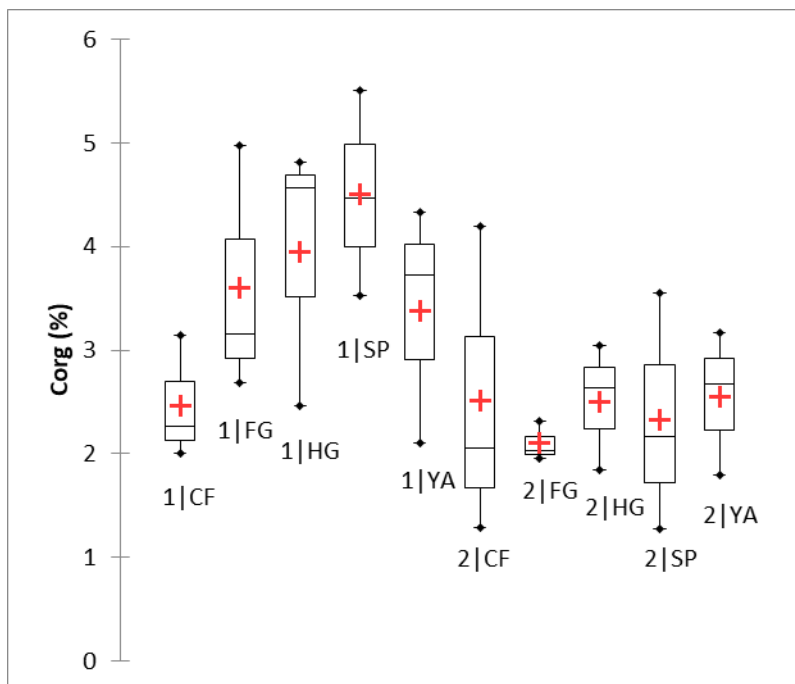 6
5
4
3
2
1
0
Corg (%)
1|CF
1|FG
1|HG
1|SP
1|YA
2|CF
2|FG
2|HG
2|SP
2|YA